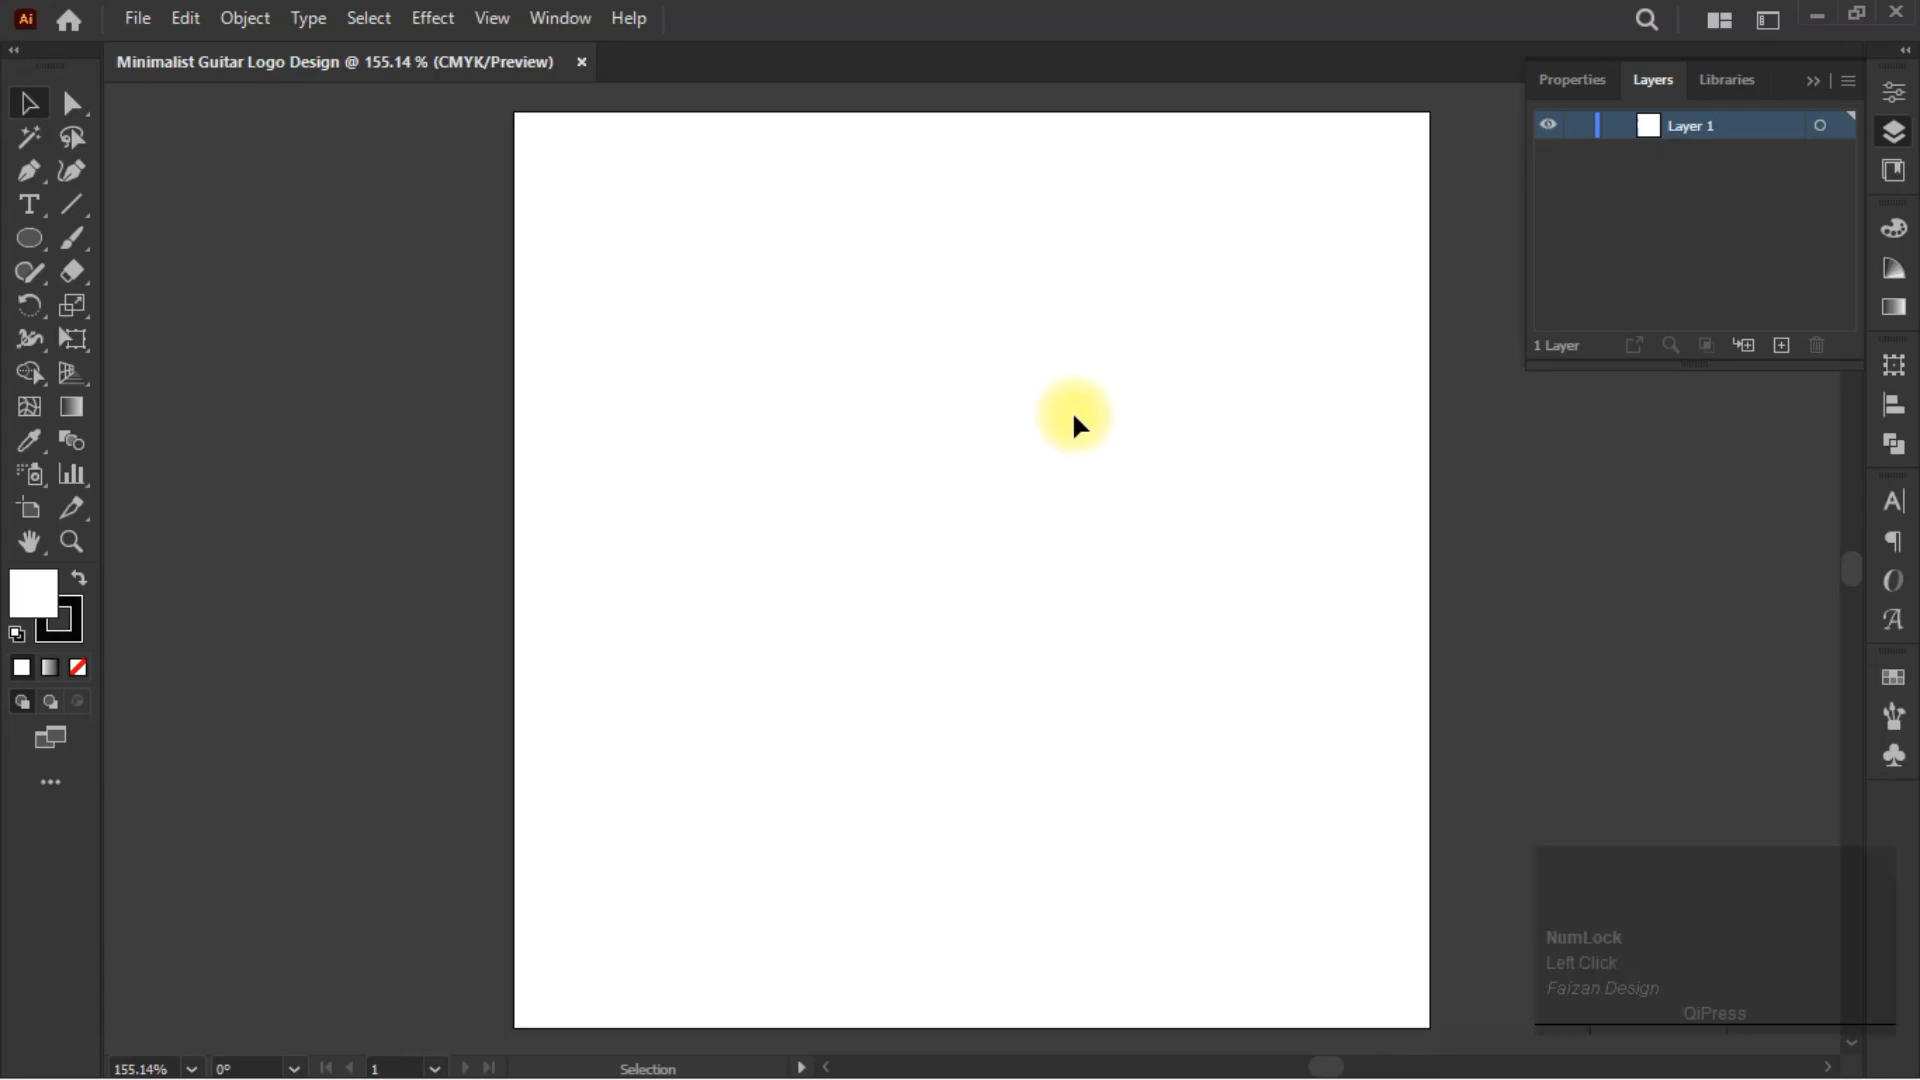 Ai File Edit Object Type Select Effect View Window Help
Minimalist Guitar Logo Design @ 155.14 % (CMYK/Preview) ×
Properties Layers Libraries
Layer 1
1 Layer
NumLock
Left Click
Faizan Design
QiPress
155.14% 0° 1 Selection